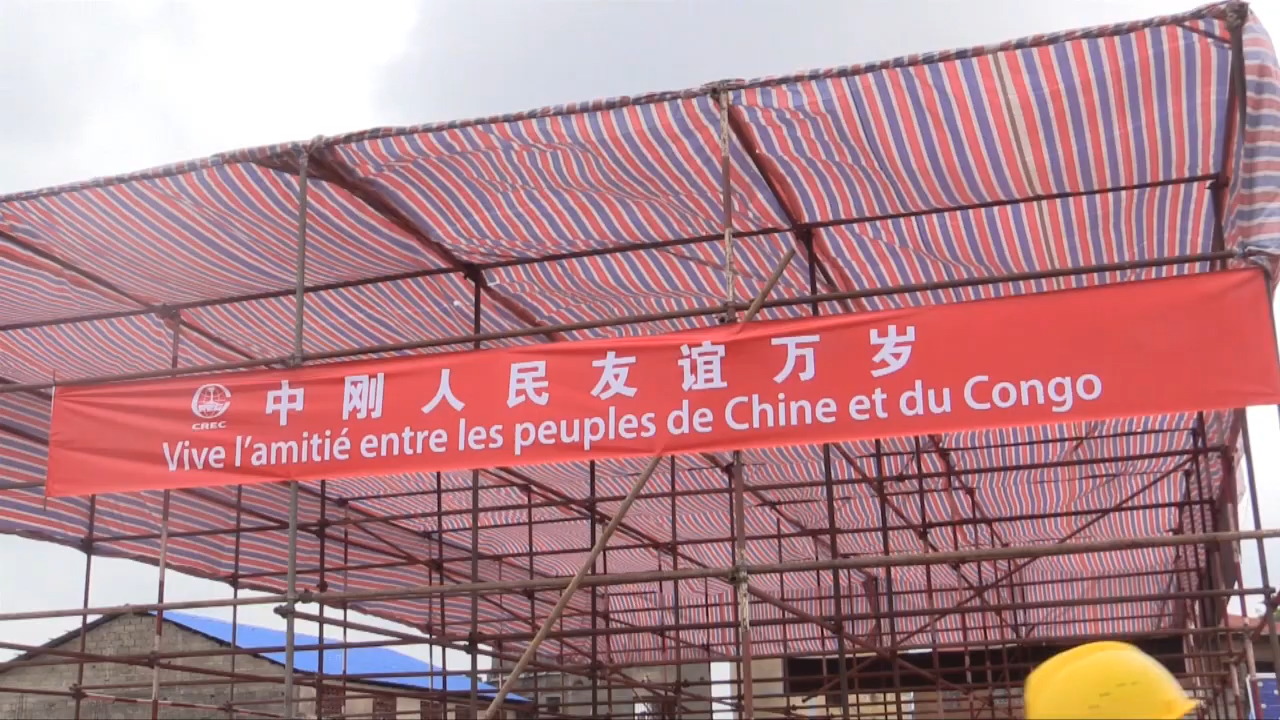 中刚人民友谊万岁
CREC
Vive l'amitié entre les peuples de Chine et du Congo